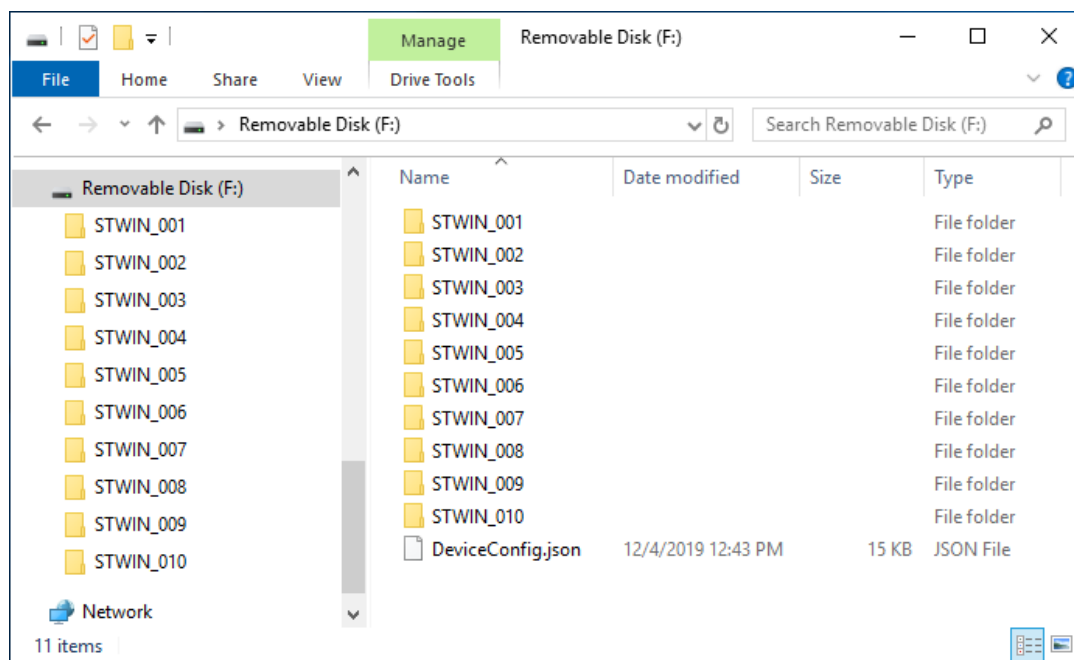 Manage Removable Disk (F:)
File Home Share View Drive Tools ?
Removable Disk (F:) Search Removable Disk (F:)
Removable Disk (F:)
STWIN_001
STWIN_002
STWIN_003
STWIN_004
STWIN_005
STWIN_006
STWIN_007
STWIN_008
STWIN_009
STWIN_010
Network
Name Date modified Size Type
STWIN_001 File folder
STWIN_002 File folder
STWIN_003 File folder
STWIN_004 File folder
STWIN_005 File folder
STWIN_006 File folder
STWIN_007 File folder
STWIN_008 File folder
STWIN_009 File folder
STWIN_010 File folder
DeviceConfig.json 12/4/2019 12:43 PM 15 KB JSON File
11 items